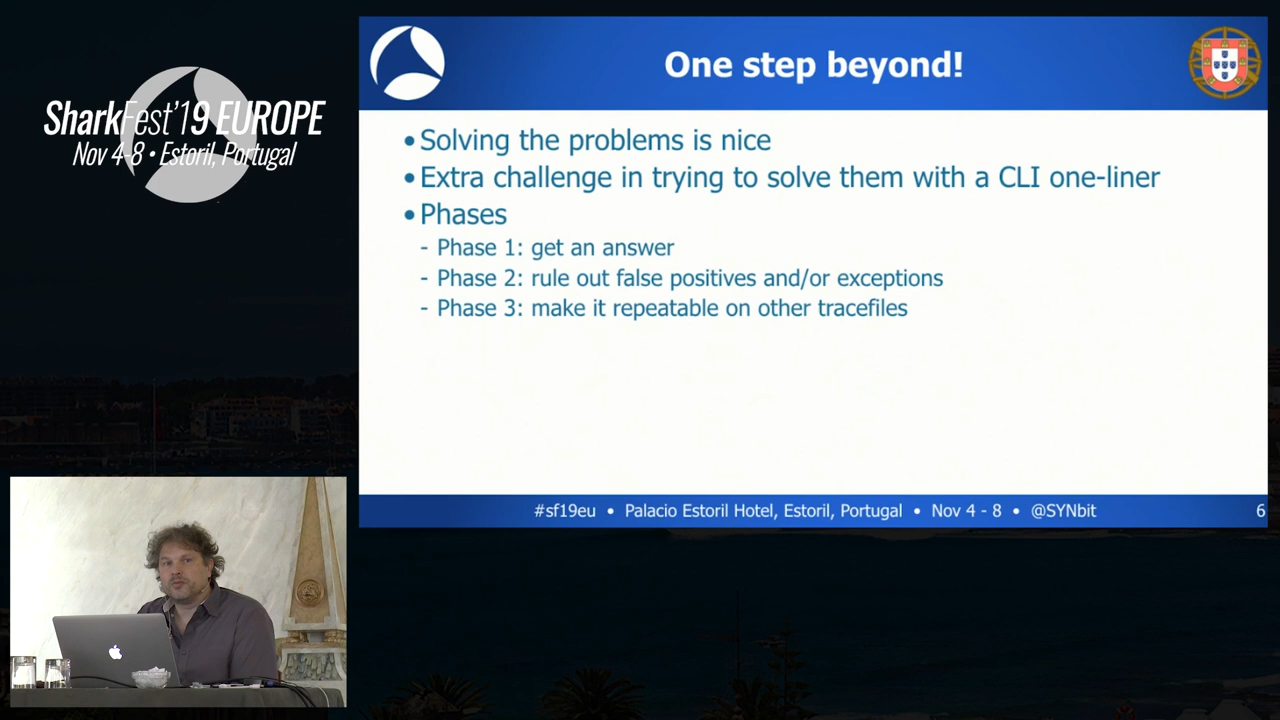 SharkFest'19 EUROPE
Nov 4-8 • Estoril, Portugal
One step beyond!
•Solving the problems is nice
•Extra challenge in trying to solve them with a CLI one-liner
•Phases
- Phase 1: get an answer
- Phase 2: rule out false positives and/or exceptions
- Phase 3: make it repeatable on other tracefiles
#sf19eu • Palacio Estoril Hotel, Estoril, Portugal • Nov 4 - 8 • @SYNbit
6